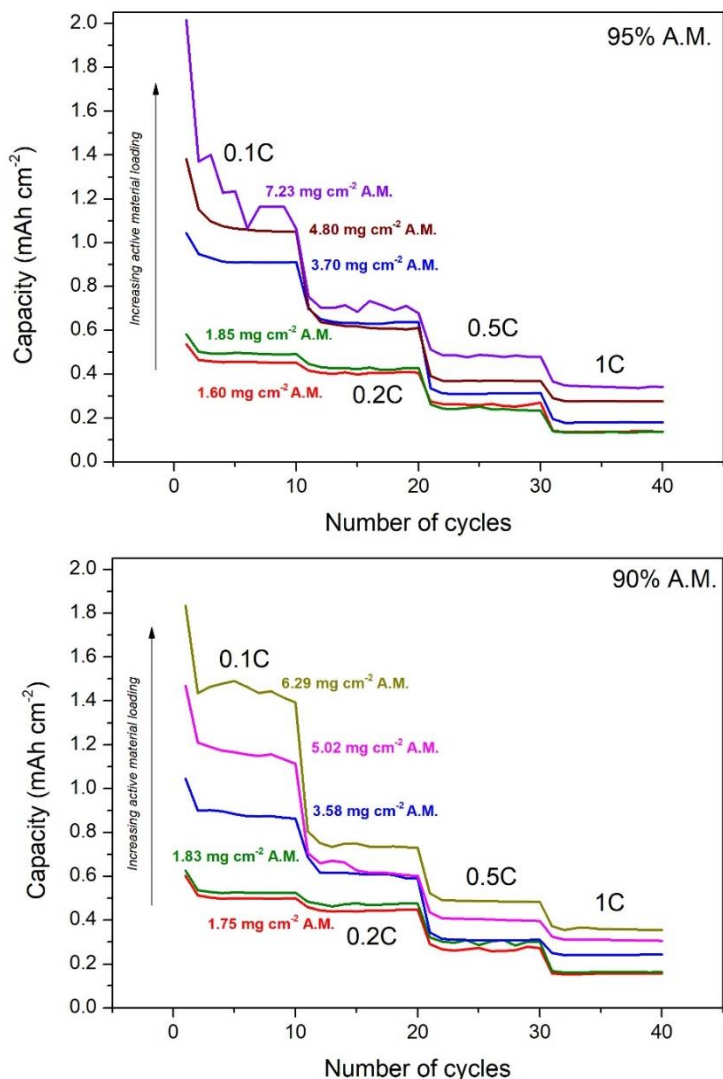 95% A.M.
2.0
1.8
1.6
1.4
1.2
1.0
0.8
0.6
0.4
0.2
0.0
Capacity (mAh cm⁻²)
Increasing active material loading
0.1C
7.23 mg cm⁻² A.M.
4.80 mg cm⁻² A.M.
3.70 mg cm⁻² A.M.
1.85 mg cm⁻² A.M.
0.5C
1C
1.60 mg cm⁻² A.M.
0.2C
0 10 20 30 40
Number of cycles
90% A.M.
2.0
1.8
1.6
1.4
1.2
1.0
0.8
0.6
0.4
0.2
0.0
Capacity (mAh cm⁻²)
Increasing active material loading
0.1C
6.29 mg cm⁻² A.M.
5.02 mg cm⁻² A.M.
3.58 mg cm⁻² A.M.
1.83 mg cm⁻² A.M.
0.5C
1C
1.75 mg cm⁻² A.M.
0.2C
0 10 20 30 40
Number of cycles